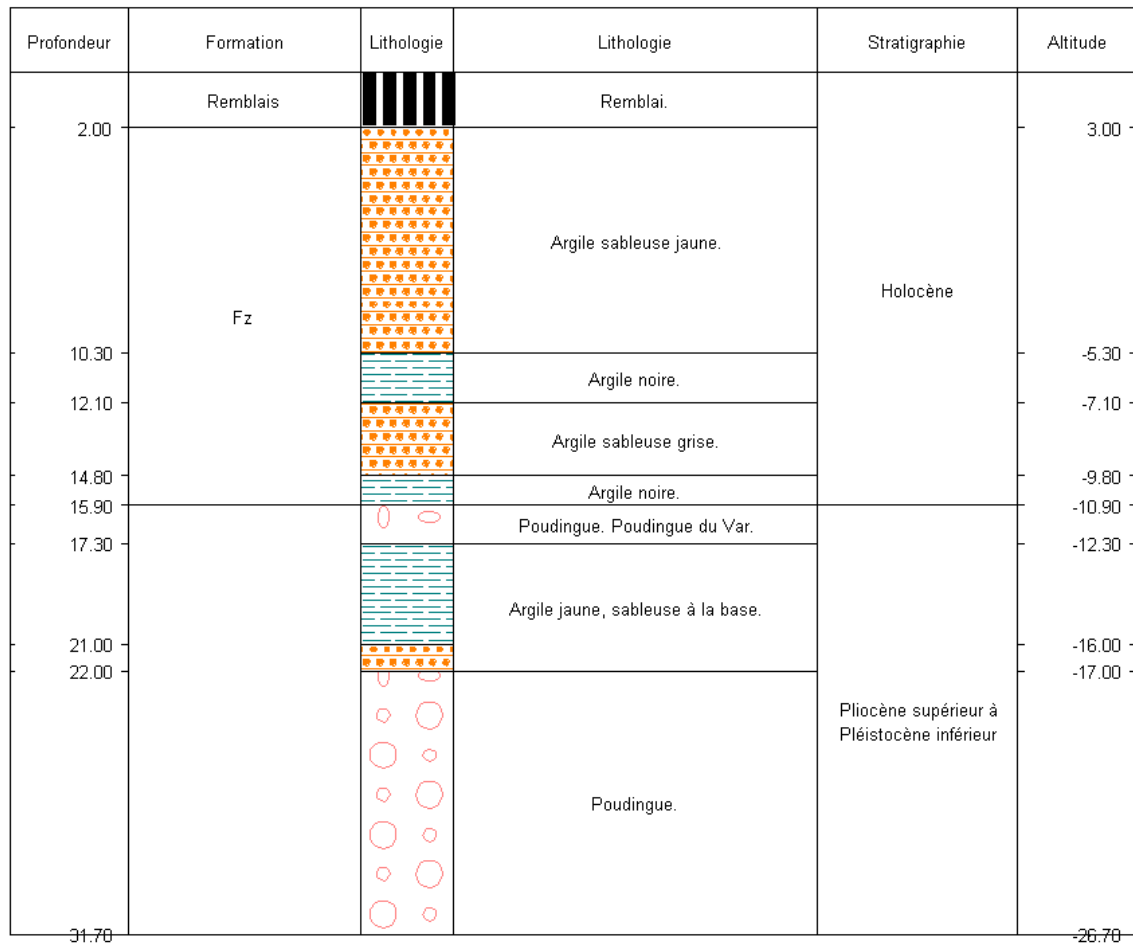 Profondeur Formation Lithologie Lithologie Stratigraphie Altitude
Remblais Remblai.
2.00 3.00
Argile sableuse jaune.
Holocène
Fz
10.30 -5.30
Argile noire.
12.10 -7.10
Argile sableuse grise.
14.80 -9.80
Argile noire.
15.90 -10.90
Poudingue. Poudingue du Var.
17.30 -12.30
Argile jaune, sableuse à la base.
21.00 -16.00
22.00 -17.00
Pliocène supérieur à
Pléistocène inférieur
Poudingue.
31.70 -26.70